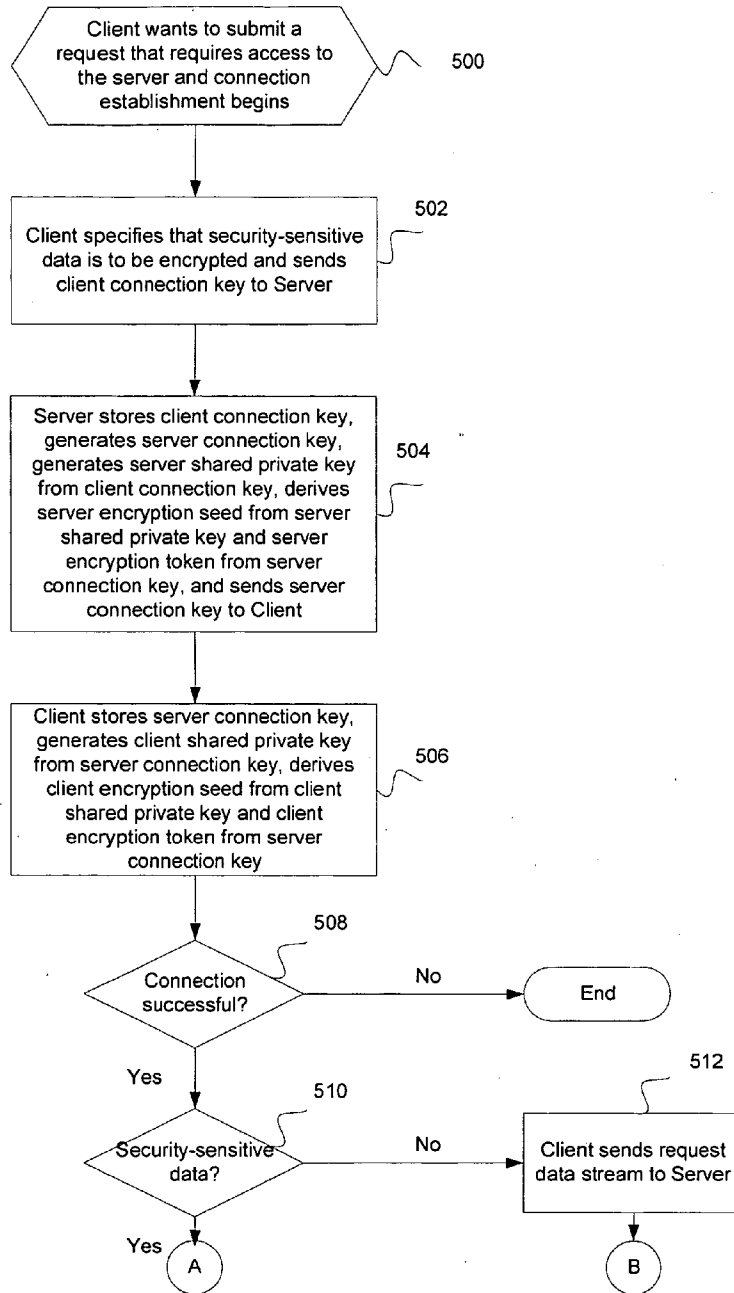 Client wants to submit a
request that requires access to
the server and connection
establishment begins
500
502
Client specifies that security-sensitive
data is to be encrypted and sends
client connection key to Server
Server stores client connection key,
generates server connection key,
generates server shared private key
from client connection key, derives
server encryption seed from server
shared private key and server
encryption token from server
connection key, and sends server
connection key to Client
504
Client stores server connection key,
generates client shared private key
from server connection key, derives
client encryption seed from client
shared private key and client
encryption token from server
connection key
506
508
Connection
successful?
No
End
Yes
510
512
Security-sensitive
data?
No
Client sends request
data stream to Server
Yes
A
B